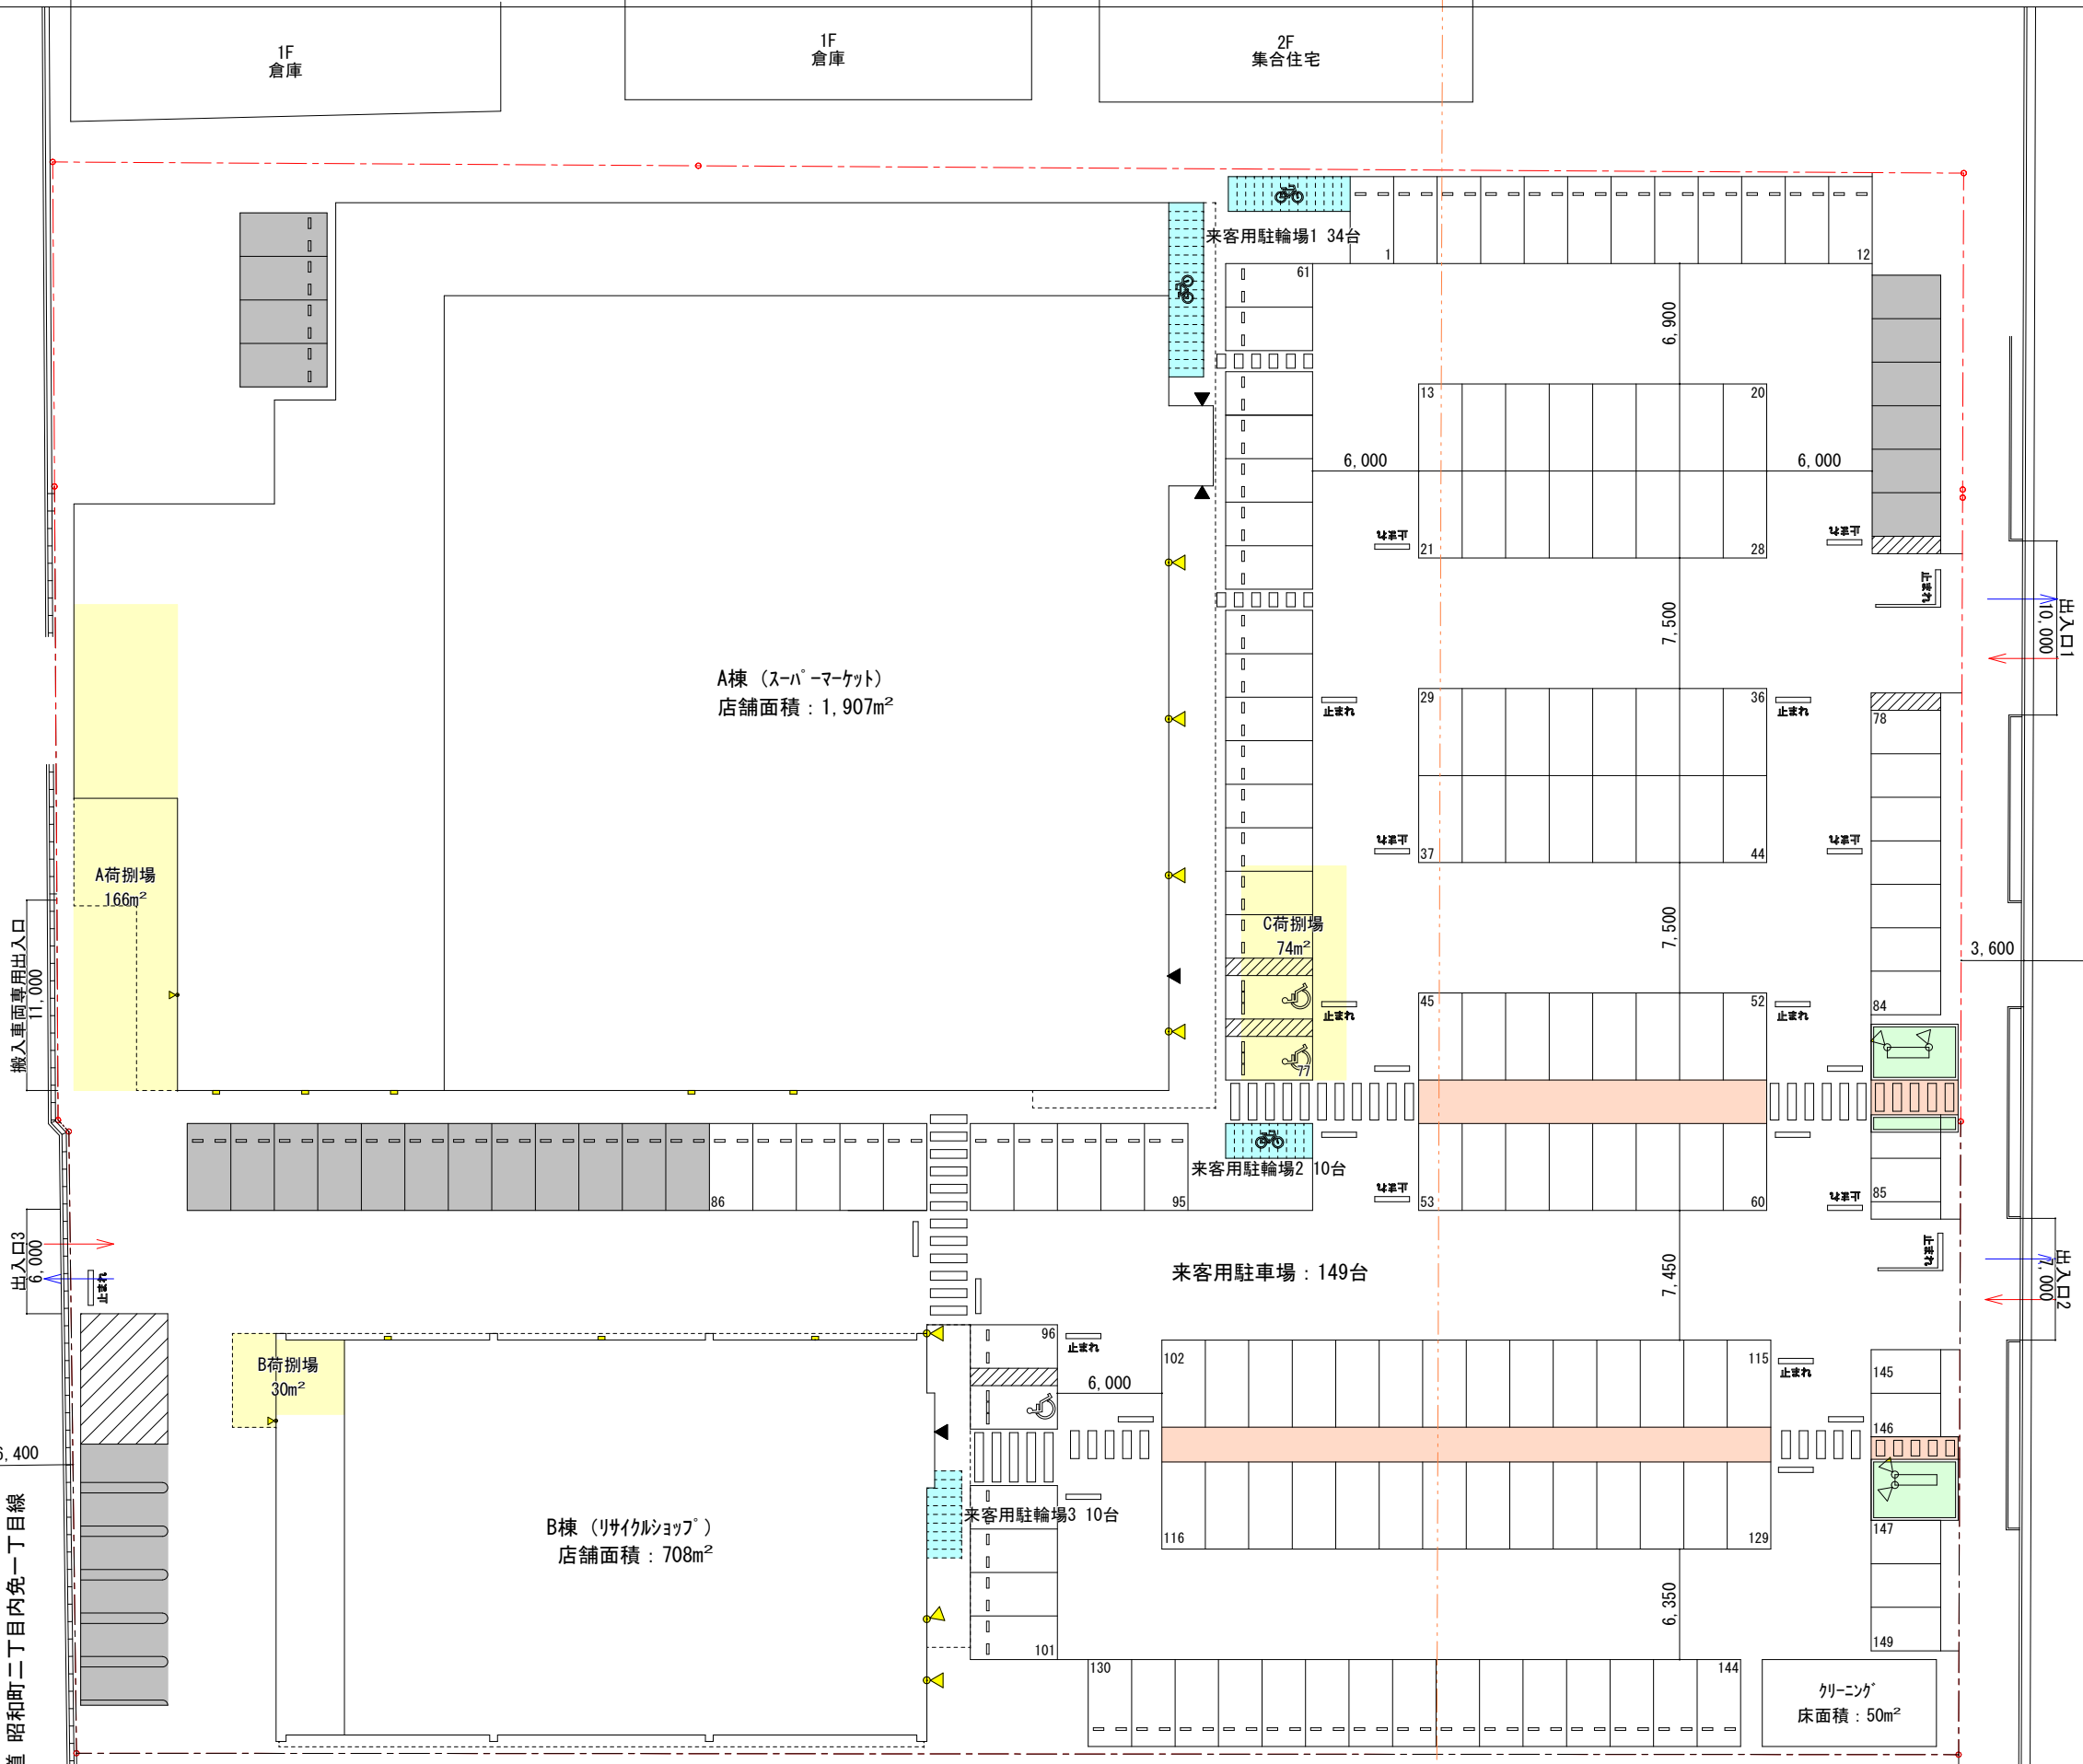 1F
倉庫
1F
倉庫
2F
集合住宅
来客用駐輪場1 34台
1
12
61
6,900
13
20
6,000
6,000
止まれ
止まれ
21
28
止まれ
出入口1
10,000
7,500
A棟（スーパーマーケット）
店舗面積：1,907m²
29
36
止まれ
止まれ
78
止まれ
止まれ
37
44
A荷捌場
166m²
C荷捌場
74m²
7,500
3,600
搬入車両専用出入口
11,000
45
52
止まれ
止まれ
84
77
来客用駐輪場2 10台
86
95
止まれ
止まれ
53
60
85
出入口3
6,000
止まれ
来客用駐車場：149台
7,450
止まれ
出入口2
7,000
B荷捌場
30m²
96
止まれ
102
115
止まれ
145
6,000
146
6,400
B棟（リサイクルショップ）
店舗面積：708m²
来客用駐輪場3 10台
116
129
147
6,350
101
149
130
144
クリーニング
床面積：50m²
道 昭和町二丁目内免一丁目線